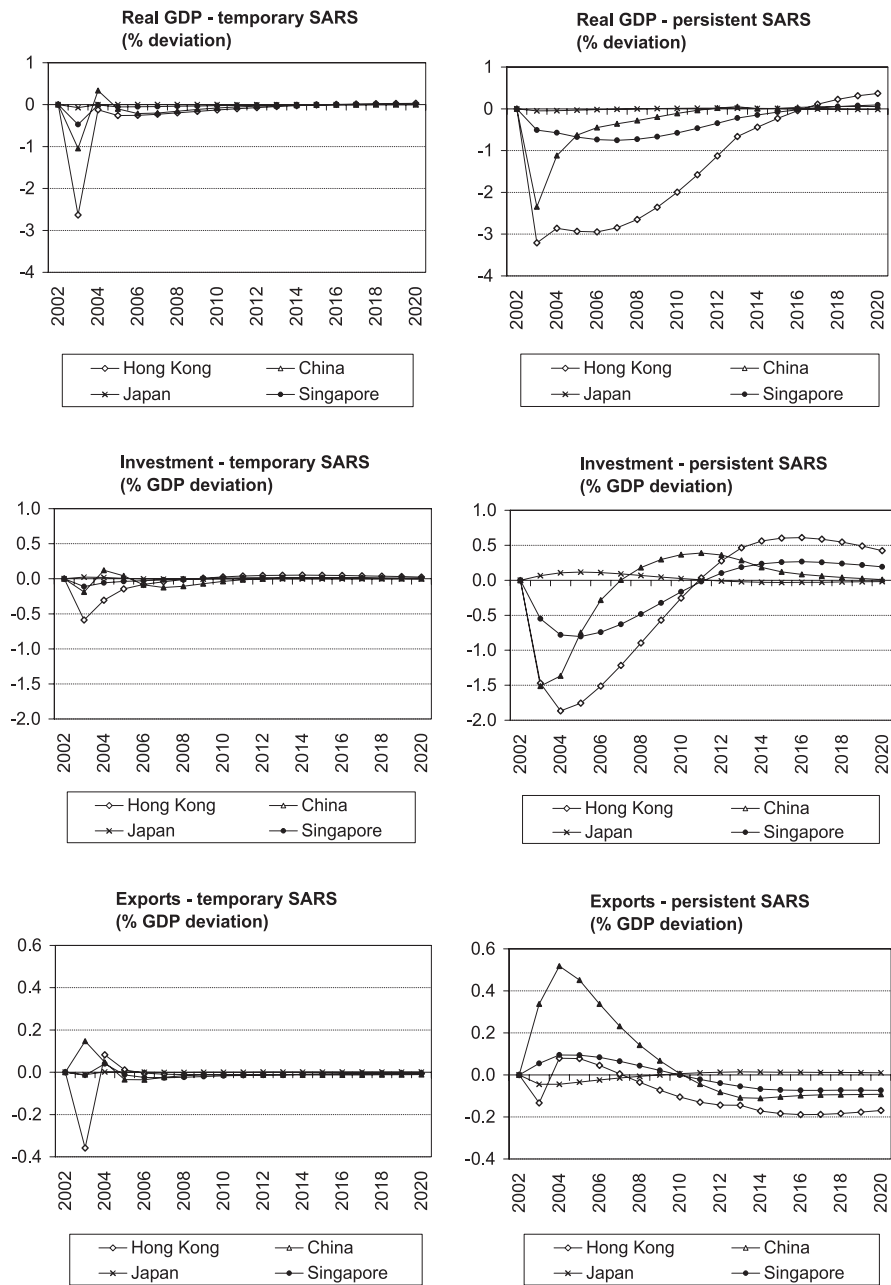 Real GDP - temporary SARS
(% deviation)
1
0
-1
-2
-3
-4
2002
2004
2006
2008
2010
2012
2014
2016
2018
2020
Hong Kong
China
Japan
Singapore
Real GDP - persistent SARS
(% deviation)
1
0
-1
-2
-3
-4
2002
2004
2006
2008
2010
2012
2014
2016
2018
2020
Hong Kong
China
Japan
Singapore
Investment - temporary SARS
(% GDP deviation)
1.0
0.5
0.0
-0.5
-1.0
-1.5
-2.0
2002
2004
2006
2008
2010
2012
2014
2016
2018
2020
Hong Kong
China
Japan
Singapore
Investment - persistent SARS
(% GDP deviation)
1.0
0.5
0.0
-0.5
-1.0
-1.5
-2.0
2002
2004
2006
2008
2010
2012
2014
2016
2018
2020
Hong Kong
China
Japan
Singapore
Exports - temporary SARS
(% GDP deviation)
0.6
0.4
0.2
0.0
-0.2
-0.4
2002
2004
2006
2008
2010
2012
2014
2016
2018
2020
Hong Kong
China
Japan
Singapore
Exports - persistent SARS
(% GDP deviation)
0.6
0.4
0.2
0.0
-0.2
-0.4
2002
2004
2006
2008
2010
2012
2014
2016
2018
2020
Hong Kong
China
Japan
Singapore